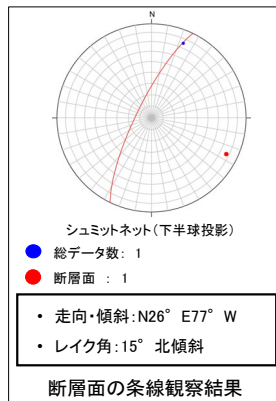 N
シュミットネット(下半球投影)
総データ数: 1
断層面 : 1
• 走向・傾斜:N26° E77° W
• レイク角:15° 北傾斜
断層面の条線観察結果